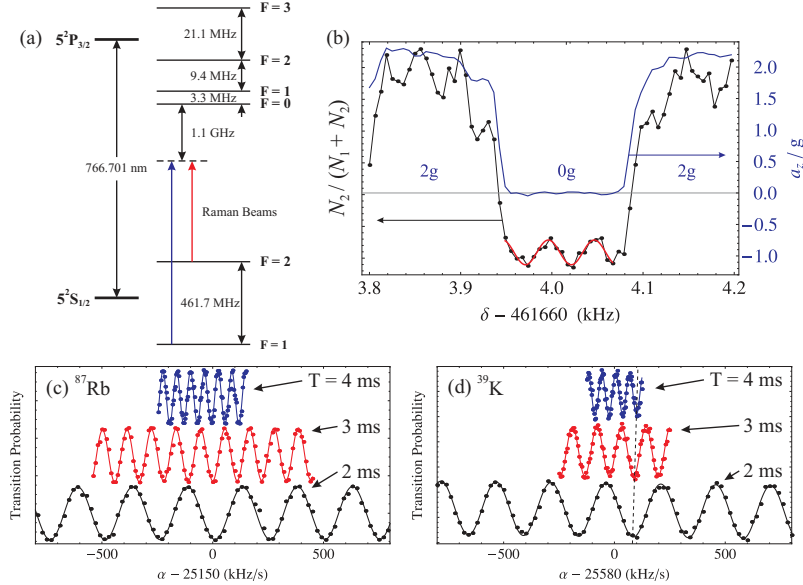 (a)
F = 3
21.1 MHz
5²P₃/₂
F = 2
9.4 MHz
F = 1
3.3 MHz
F = 0
1.1 GHz
766.701 nm
Raman Beams
F = 2
5²S₁/₂
461.7 MHz
F = 1
(b)
N₂ / (N₁ + N₂)
2g
0g
2g
2.0
1.5
1.0
0.5
0.0
−0.5
−1.0
a_z / g
3.8
3.9
4.0
4.1
4.2
δ − 461660 (kHz)
(c) ⁸⁷Rb
T = 4 ms
3 ms
2 ms
Transition Probability
−500
0
500
α − 25150 (kHz/s)
(d) ³⁹K
T = 4 ms
3 ms
2 ms
Transition Probability
−500
0
500
α − 25580 (kHz/s)